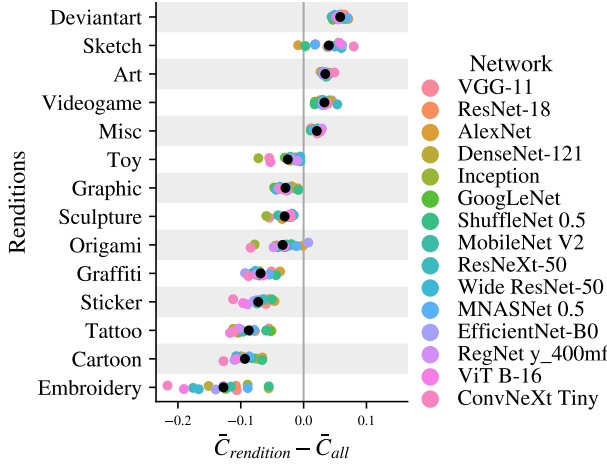 Renditions
Deviantart
Sketch
Art
Videogame
Misc
Toy
Graphic
Sculpture
Origami
Graffiti
Sticker
Tattoo
Cartoon
Embroidery
−0.2
−0.1
0.0
0.1
C̄rendition − C̄all
Network
VGG-11
ResNet-18
AlexNet
DenseNet-121
Inception
GoogLeNet
ShuffleNet 0.5
MobileNet V2
ResNeXt-50
Wide ResNet-50
MNASNet 0.5
EfficientNet-B0
RegNet y_400mf
ViT B-16
ConvNeXt Tiny